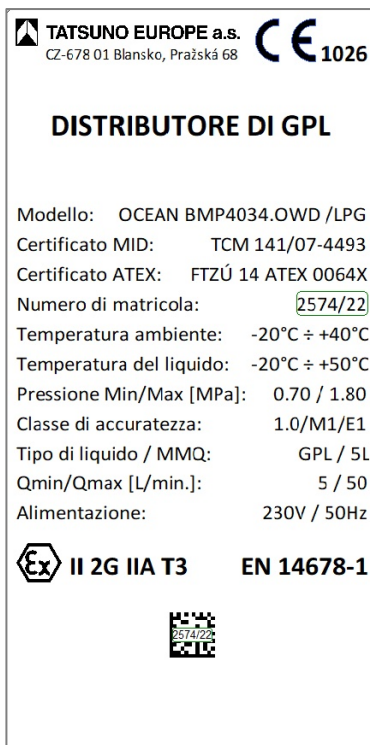 TATSUNO EUROPE a.s.
CZ-678 01 Blansko, Pražská 68
CE 1026
DISTRIBUTORE DI GPL
Modello: OCEAN BMP4034.OWD /LPG
Certificato MID: TCM 141/07-4493
Certificato ATEX: FTZÚ 14 ATEX 0064X
Numero di matricola: 2574/22
Temperatura ambiente: -20°C ÷ +40°C
Temperatura del liquido: -20°C ÷ +50°C
Pressione Min/Max [MPa]: 0.70 / 1.80
Classe di accuratezza: 1.0/M1/E1
Tipo di liquido / MMQ: GPL / 5L
Qmin/Qmax [L/min.]: 5 / 50
Alimentazione: 230V / 50Hz
Ex II 2G IIA T3 EN 14678-1
2574/22